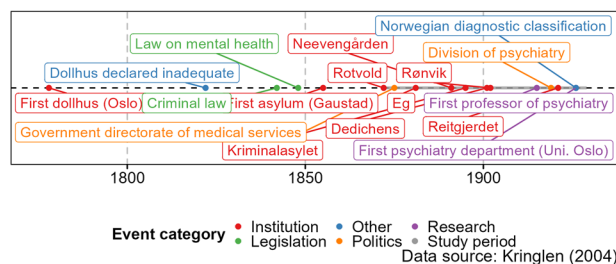 Norwegian diagnostic classification
Law on mental health
Neevengården
Division of psychiatry
Dollhus declared inadequate
Rotvold
Rønvik
First dollhus (Oslo)
Criminal law
First asylum (Gaustad)
Eg
First professor of psychiatry
Government directorate of medical services
Dedichens
Reitgjerdet
Kriminalasylet
First psychiatry department (Uni. Oslo)
1800
1850
1900
Event category
Institution
Other
Research
Legislation
Politics
Study period
Data source: Kringlen (2004)